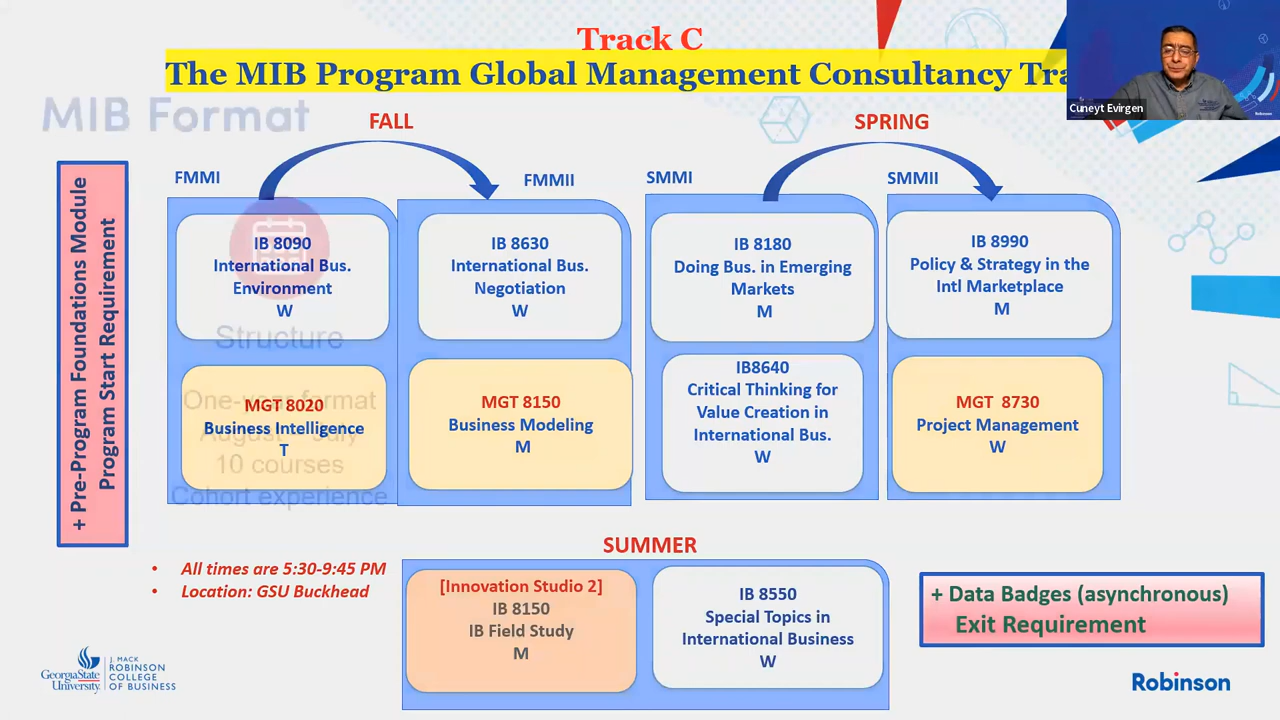 Track C
The MIB Program Global Management Consultancy Tra
Cuneyt Evirgen
Robinson
MIB Format
FALL
SPRING
FMMI
FMMII
SMMI
SMMII
+ Pre-Program Foundations Module
Program Start Requirement
IB 8090
International Bus.
Environment
W
IB 8630
International Bus.
Negotiation
W
IB 8180
Doing Bus. in Emerging
Markets
M
IB 8990
Policy & Strategy in the
Intl Marketplace
M
Structure
One-year format
August – July
10 courses
Cohort experience
MGT 8020
Business Intelligence
T
MGT 8150
Business Modeling
M
IB8640
Critical Thinking for
Value Creation in
International Bus.
W
MGT 8730
Project Management
W
SUMMER
• All times are 5:30-9:45 PM
• Location: GSU Buckhead
[Innovation Studio 2]
IB 8150
IB Field Study
M
IB 8550
Special Topics in
International Business
W
+ Data Badges (asynchronous)
Exit Requirement
GeorgiaState
University
J. MACK
ROBINSON
COLLEGE
OF BUSINESS
Robinson